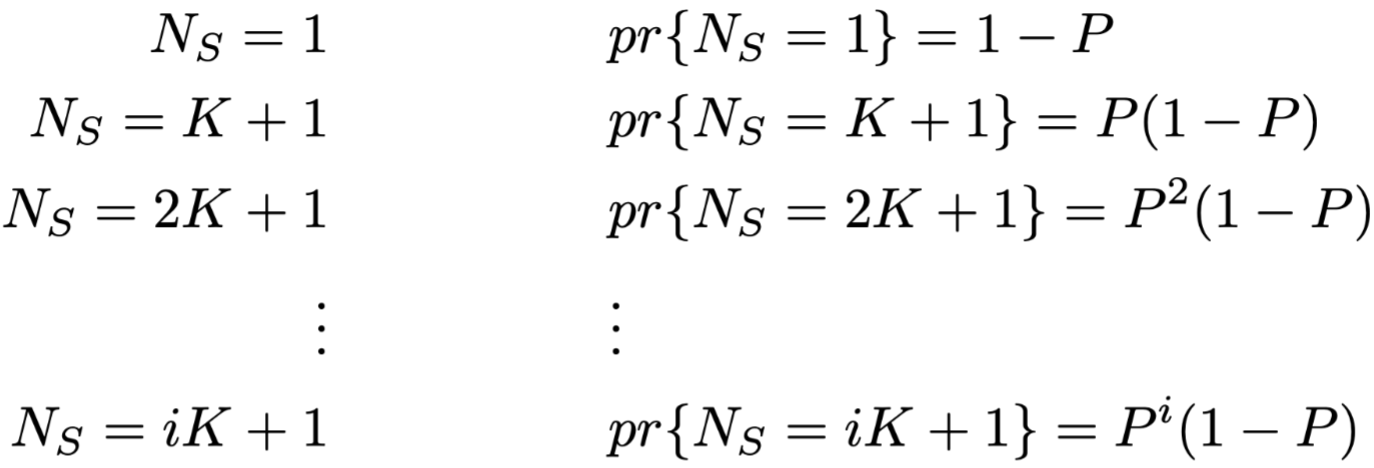 N_S = 1 pr{N_S = 1} = 1 − P
N_S = K + 1 pr{N_S = K + 1} = P(1 − P)
N_S = 2K + 1 pr{N_S = 2K + 1} = P^2(1 − P)
⋮ ⋮
N_S = iK + 1 pr{N_S = iK + 1} = P^i(1 − P)